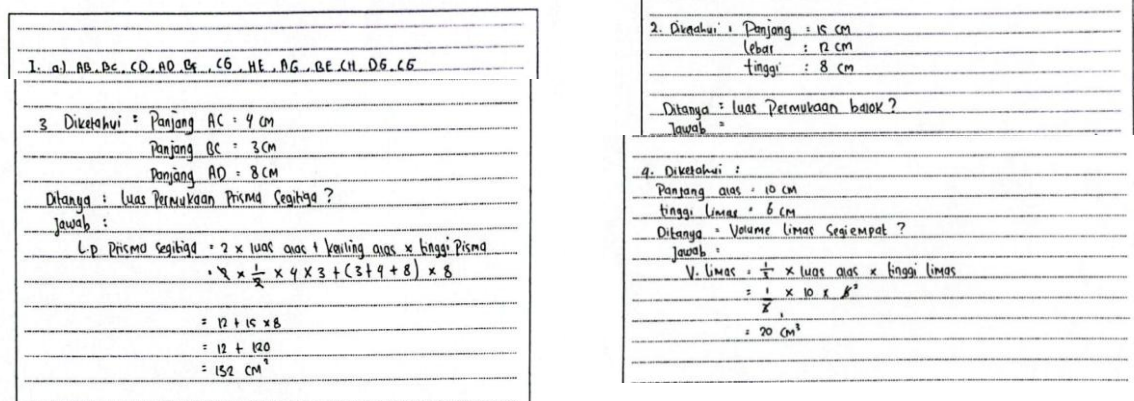 1. a.) AB, BC, CD, AD, BF, CG, HE, AG, BE, CH, DG, CF
3 Diketahui : Panjang AC = 4 cm
Panjang BC = 3 cm
Panjang AD = 8 cm
Ditanya : Luas Permukaan Prisma Segitiga ?
Jawab :
L.p Prisma segitiga = 2 x luas alas + keliling alas x tinggi Pisma
= 2 x 1/2 x 4 x 3 + (3+4+8) x 8
= 12 + 15 x 8
= 12 + 120
= 132 cm²
2. Diketahui : Panjang = 15 cm
lebar : 12 cm
tinggi : 8 cm
Ditanya = luas Permukaan balok ?
Jawab =
4. Diketahui :
Panjang alas = 10 cm
tinggi Limas = 6 cm
Ditanya = Volume limas Segiempat ?
Jawab :
V. Limas = 1/3 x luas alas x tinggi limas
= 1/3 x 10 x 6 2
1
= 20 cm³